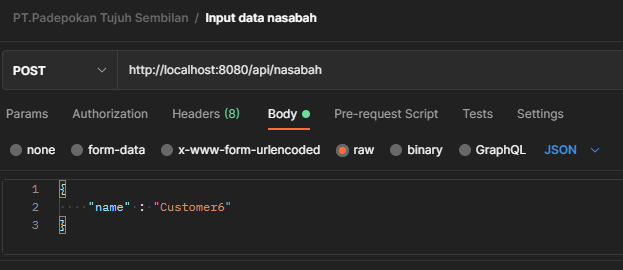 PT.Padepokan Tujuh Sembilan / Input data nasabah
POST http://localhost:8080/api/nasabah
Params Authorization Headers (8) Body Pre-request Script Tests Settings
none form-data x-www-form-urlencoded raw binary GraphQL JSON
1 {
2 "name" : "Customer6"
3 }